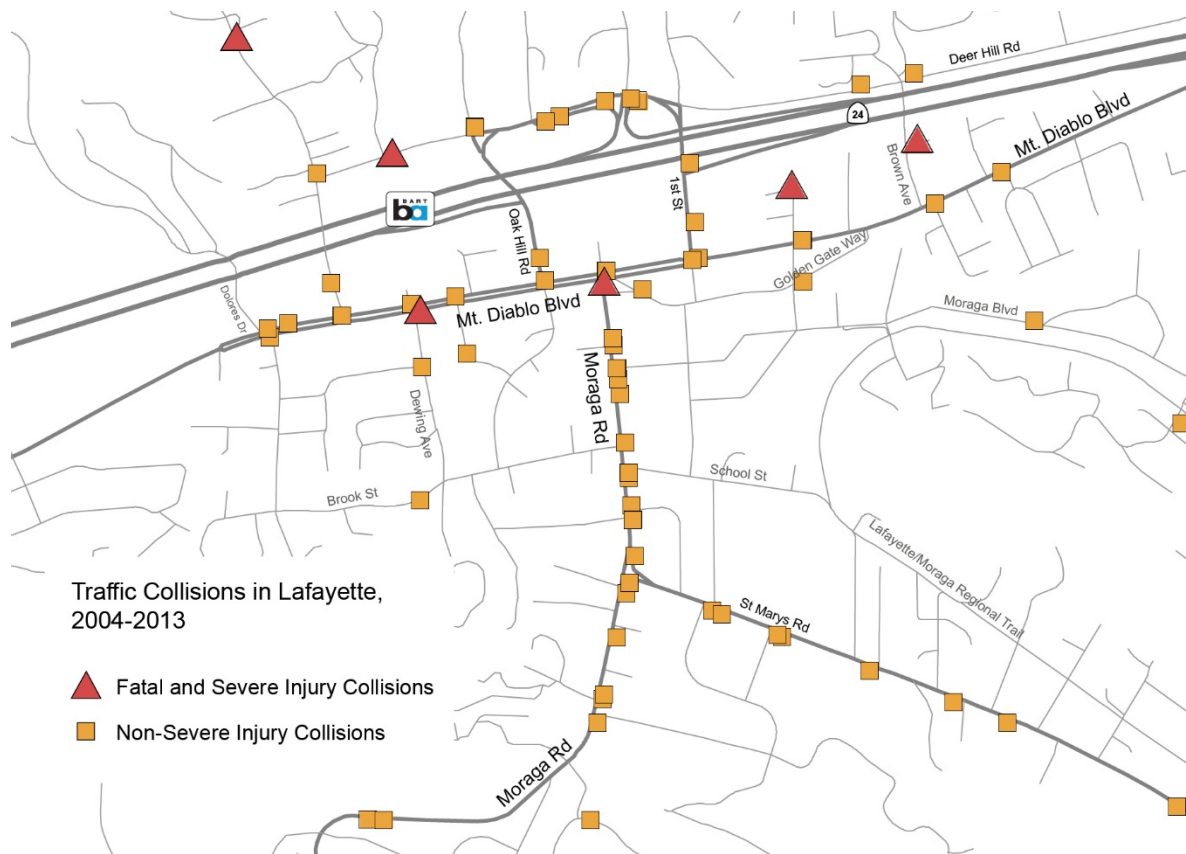 Deer Hill Rd
24
Mt. Diablo Blvd
Brown Ave
1st St
BART
ba
Oak Hill Rd
Golden Gate Way
Dolores Dr
Mt. Diablo Blvd
Moraga Blvd
Moraga Rd
Dewing Ave
School St
Brook St
Lafayette/Moraga Regional Trail
St Marys Rd
Traffic Collisions in Lafayette,
2004-2013
Fatal and Severe Injury Collisions
Non-Severe Injury Collisions
Moraga Rd